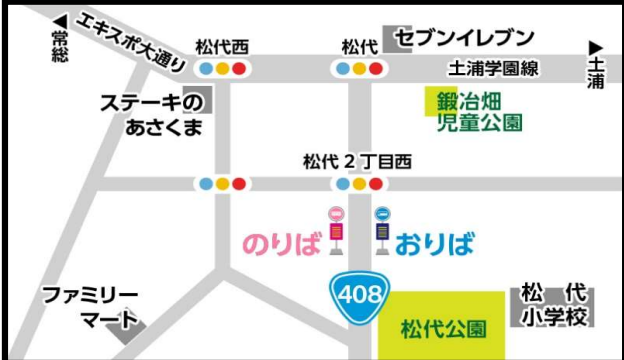 ◀常総
エキスポ大通り
松代西
松代
セブンイレブン
土浦学園線
▶土浦
ステーキの
あさくま
鍛冶畑
児童公園
松代２丁目西
のりば
おりば
408
ファミリー
マート
松代公園
松代
小学校